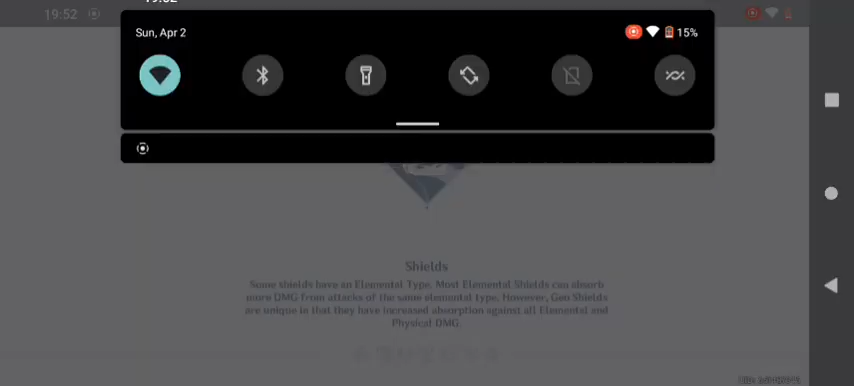 19:52
Sun, Apr 2
15%
Shields
Some shields have an Elemental Type. Most Elemental Shields can absorb
more DMG from attacks of the same elemental type. However, Geo Shields
are unique in that they have increased absorption against all Elemental and
Physical DMG.